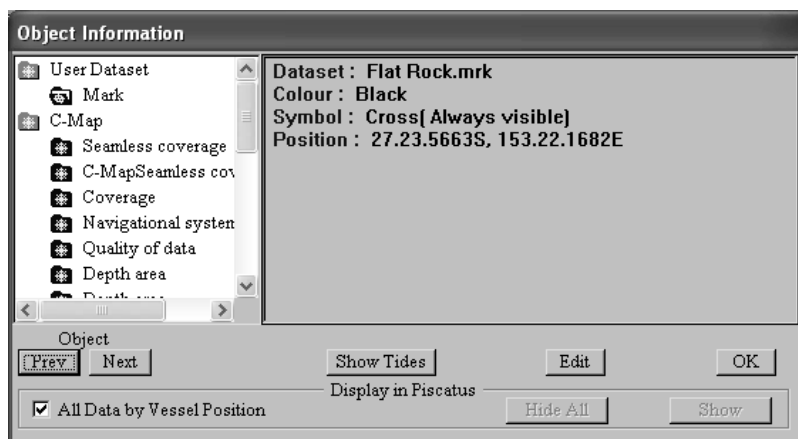 Object Information
User Dataset
Mark
C-Map
Seamless coverage
C-MapSeamless cov
Coverage
Navigational system
Quality of data
Depth area
Dataset : Flat Rock.mrk
Colour : Black
Symbol : Cross( Always visible)
Position : 27.23.5663S, 153.22.1682E
Object
Prev Next Show Tides Edit OK
Display in Piscatus
All Data by Vessel Position Hide All Show